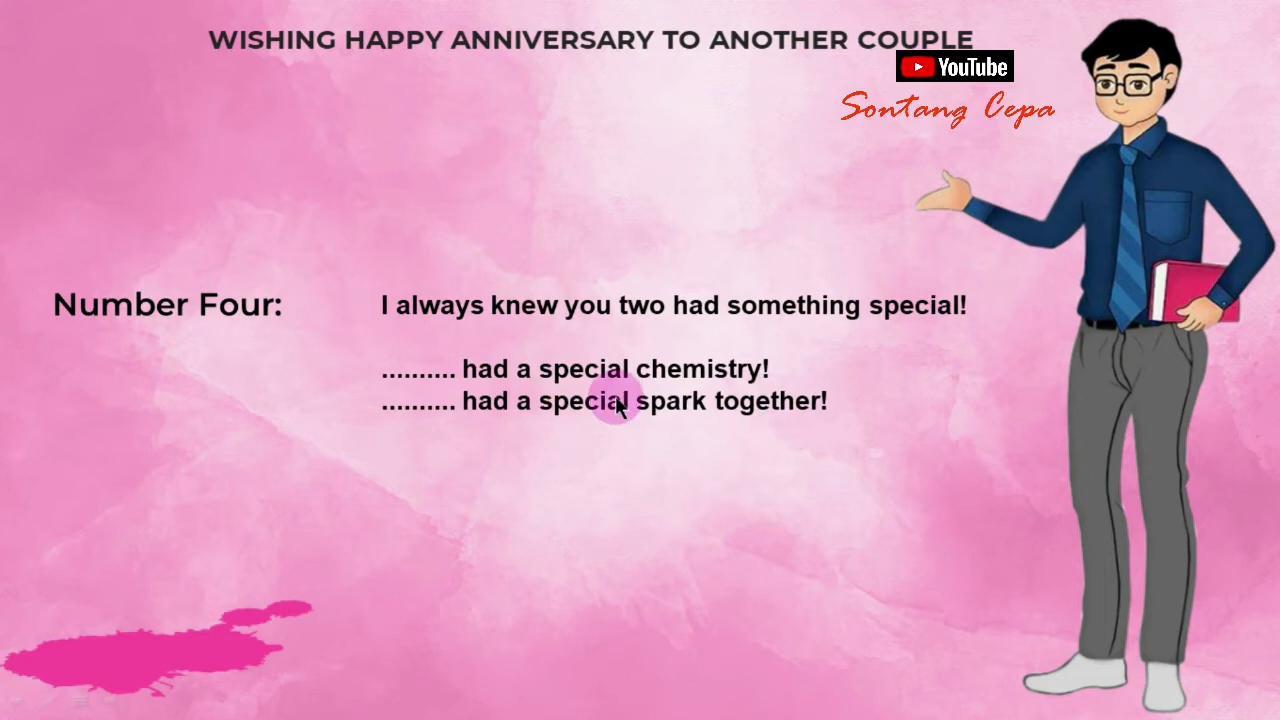 WISHING HAPPY ANNIVERSARY TO ANOTHER COUPLE
YouTube
Sontang Cepa
Number Four: I always knew you two had something special!
.......... had a special chemistry!
.......... had a special spark together!